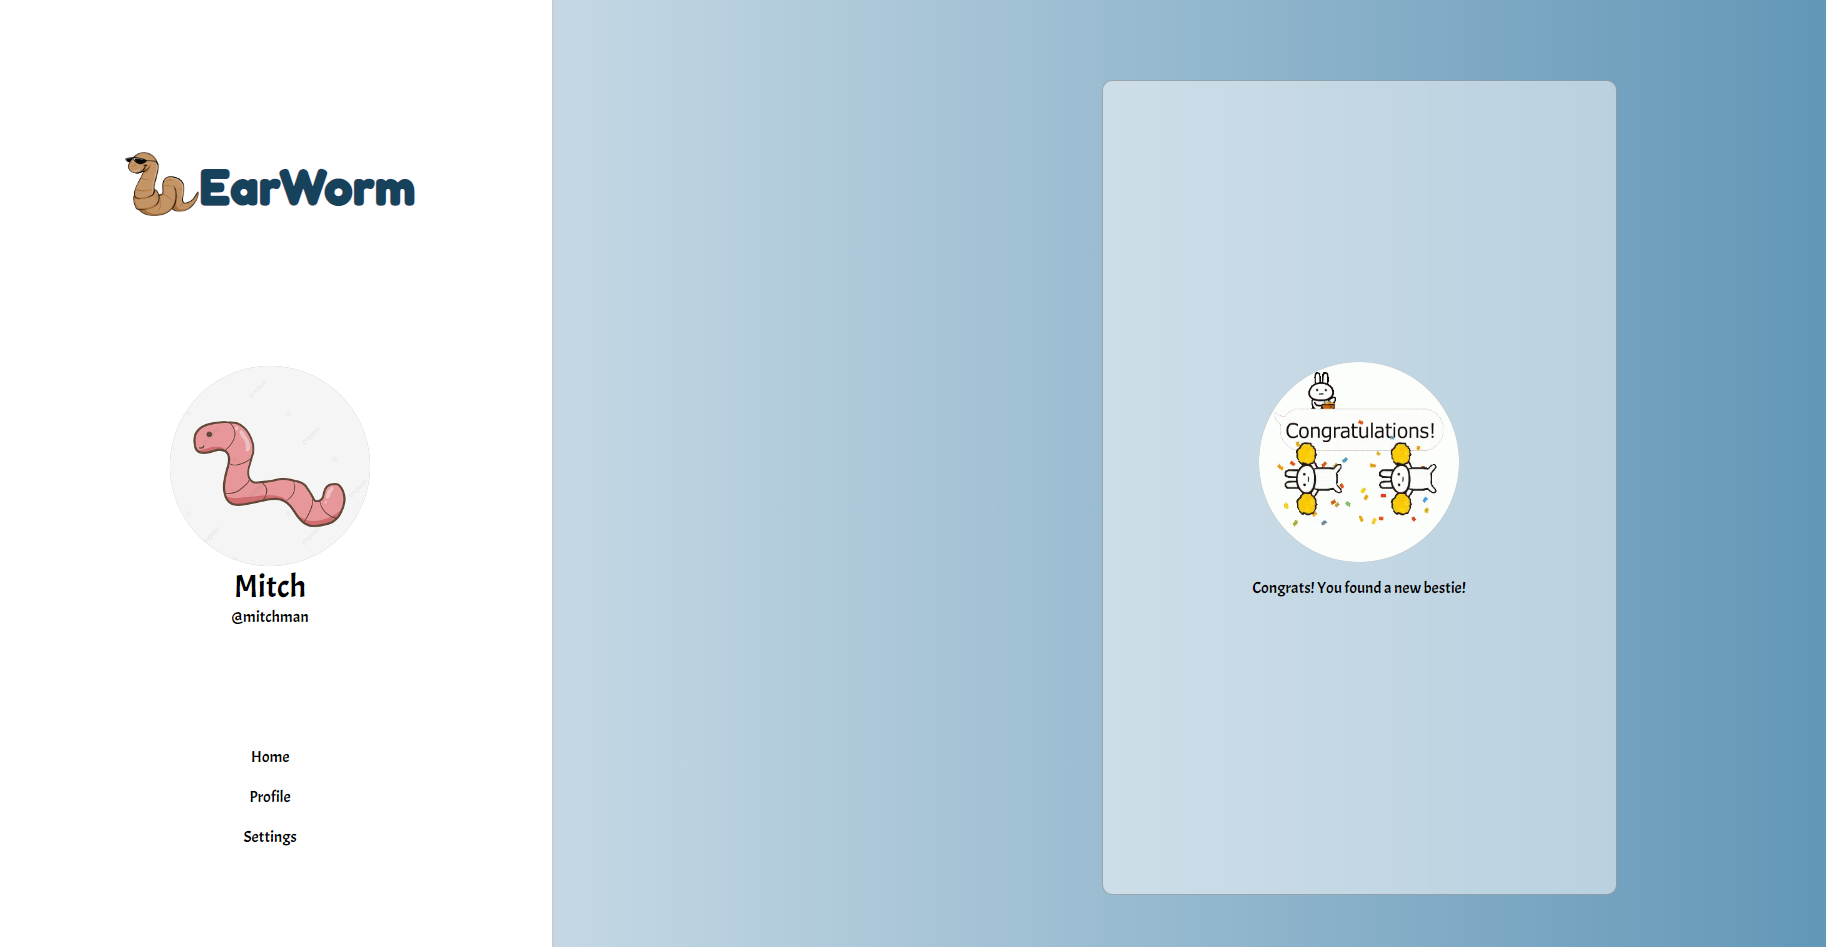 EarWorm
Mitch
@mitchman
Home
Profile
Settings
Congratulations!
Congrats! You found a new bestie!